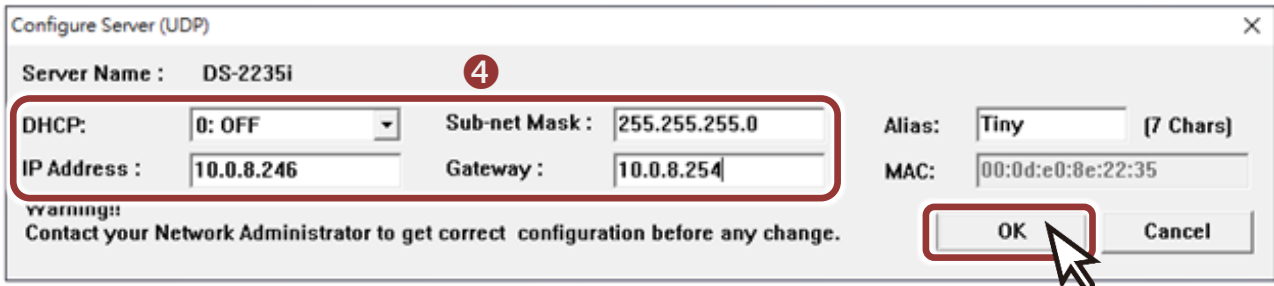 Configure Server (UDP)
Server Name : DS-2235i
4
DHCP: 0: OFF Sub-net Mask : 255.255.255.0 Alias: Tiny (7 Chars)
IP Address : 10.0.8.246 Gateway : 10.0.8.254 MAC: 00:0d:e0:8e:22:35
Warning!!
Contact your Network Administrator to get correct configuration before any change.
OK Cancel